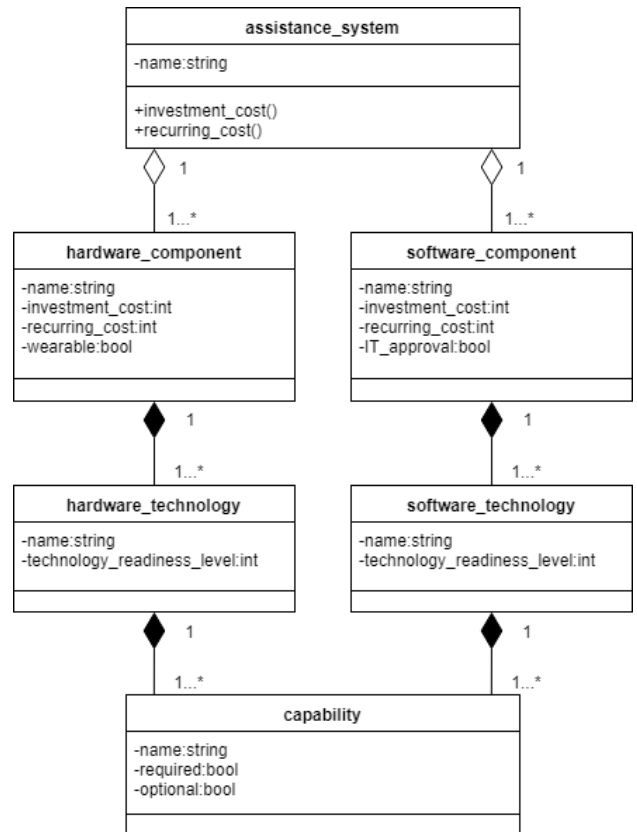 assistance_system
-name:string
+investment_cost()
+recurring_cost()
1
1
1...*
1...*
hardware_component
-name:string
-investment_cost:int
-recurring_cost:int
-wearable:bool
software_component
-name:string
-investment_cost:int
-recurring_cost:int
-IT_approval:bool
1
1
1...*
1...*
hardware_technology
-name:string
-technology_readiness_level:int
software_technology
-name:string
-technology_readiness_level:int
1
1
1...*
1...*
capability
-name:string
-required:bool
-optional:bool